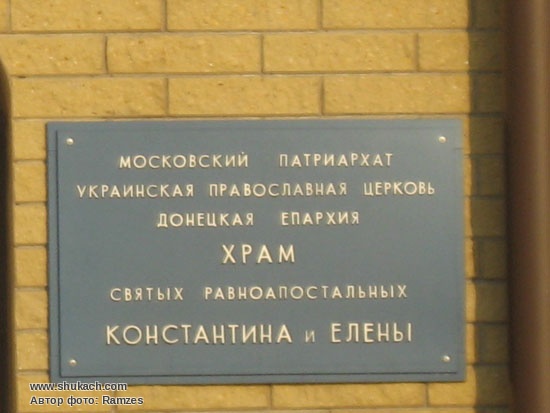 МОСКОВСКИЙ ПАТРИАРХАТ
УКРАИНСКАЯ ПРАВОСЛАВНАЯ ЦЕРКОВЬ
ДОНЕЦКАЯ ЕПАРХИЯ
ХРАМ
СВЯТЫХ РАВНОАПОСТАЛЬНЫХ
КОНСТАНТИНА и ЕЛЕНЫ
www.shukach.com
Автор фото: Ramzes